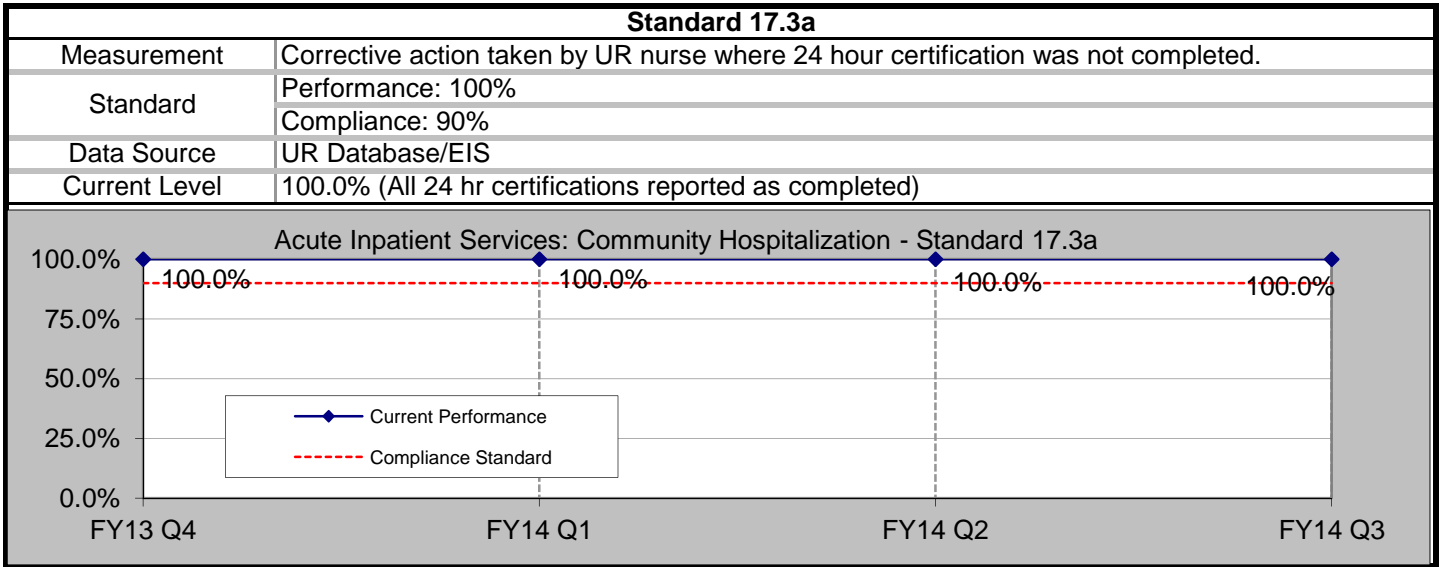 Standard 17.3a
Measurement Corrective action taken by UR nurse where 24 hour certification was not completed.
Standard
Performance: 100%
Compliance: 90%
Data Source UR Database/EIS
Current Level 100.0% (All 24 hr certifications reported as completed)
Acute Inpatient Services: Community Hospitalization - Standard 17.3a
100.0%
100.0% 100.0% 100.0% 100.0%
75.0%
50.0%
Current Performance
25.0%
Compliance Standard
0.0%
FY13 Q4 FY14 Q1 FY14 Q2 FY14 Q3